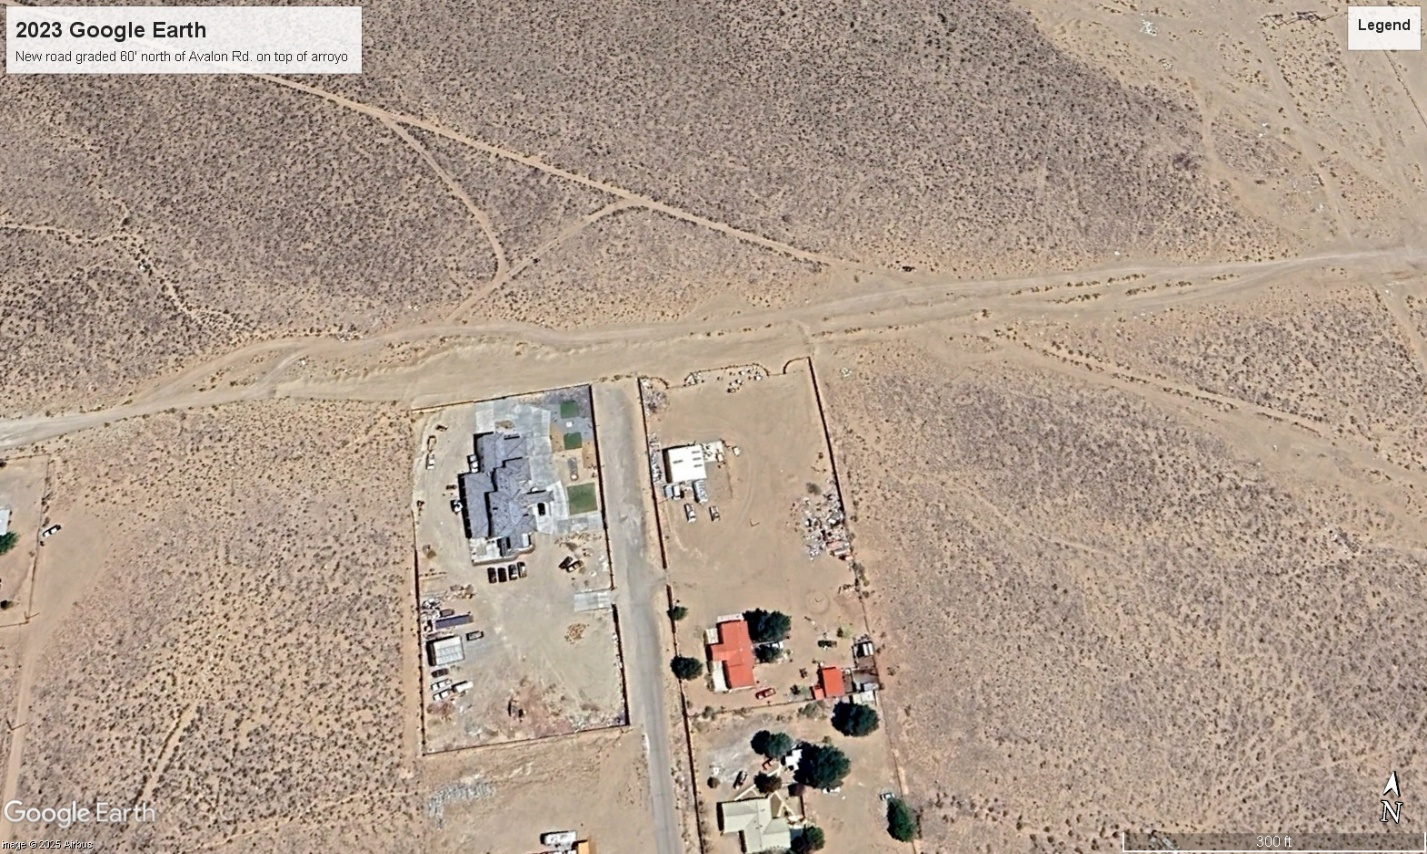 2023 Google Earth
New road graded 60' north of Avalon Rd. on top of arroyo
Legend
Google Earth
Image © 2025 Airbus
N
300 ft